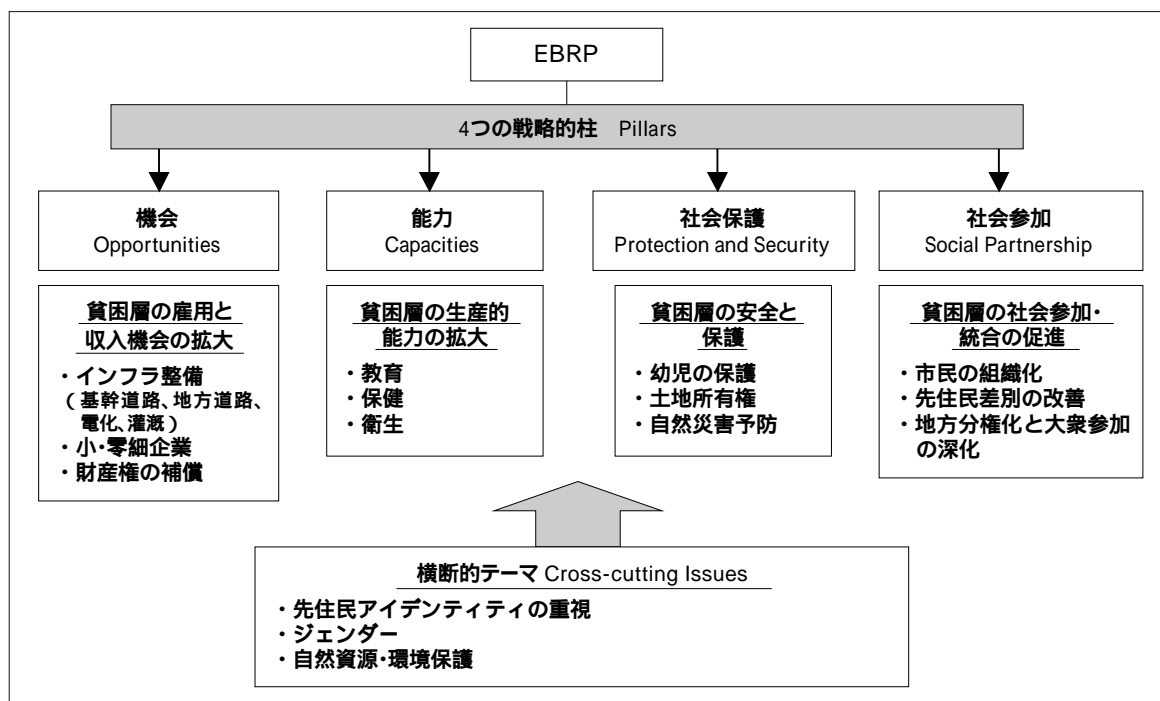 EBRP
4つの戦略的柱　Pillars
機会
Opportunities
能力
Capacities
社会保護
Protection and Security
社会参加
Social Partnership
貧困層の雇用と
収入機会の拡大
・インフラ整備
（基幹道路、地方道路、
電化、灌漑）
・小・零細企業
・財産権の補償
貧困層の生産的
能力の拡大
・教育
・保健
・衛生
貧困層の安全と
保護
・幼児の保護
・土地所有権
・自然災害予防
貧困層の社会参加・
統合の促進
・市民の組織化
・先住民差別の改善
・地方分権化と大衆参加
の深化
横断的テーマ Cross-cutting Issues
・先住民アイデンティティの重視
・ジェンダー
・自然資源・環境保護